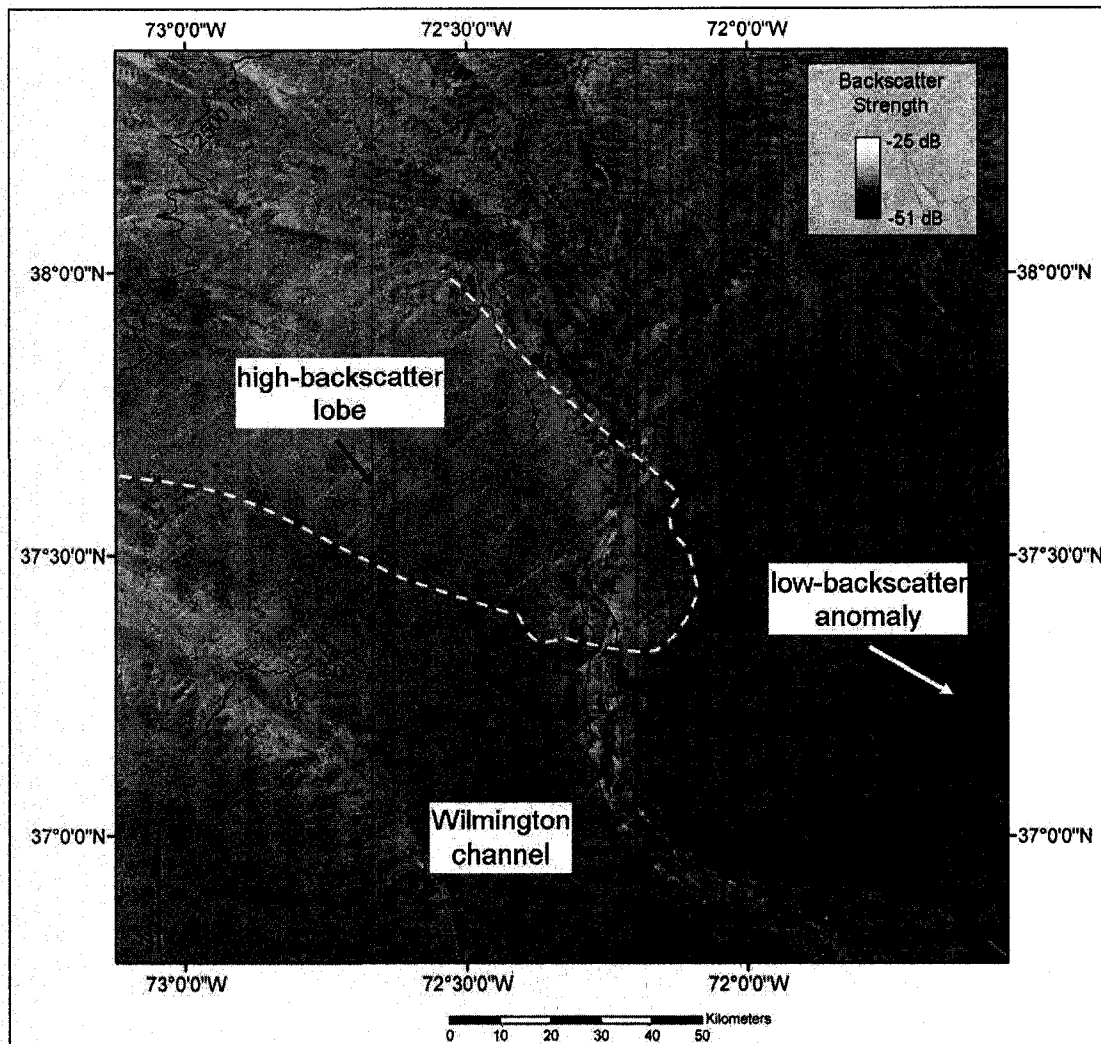 73°0'0"W
72°30'0"W
72°0'0"W
Backscatter
Strength
-25 dB
-51 dB
2500 m
38°0'0"N
38°0'0"N
high-backscatter
lobe
37°30'0"N
37°30'0"N
low-backscatter
anomaly
Wilmington
channel
37°0'0"N
37°0'0"N
73°0'0"W
72°30'0"W
72°0'0"W
Kilometers
0 10 20 30 40 50